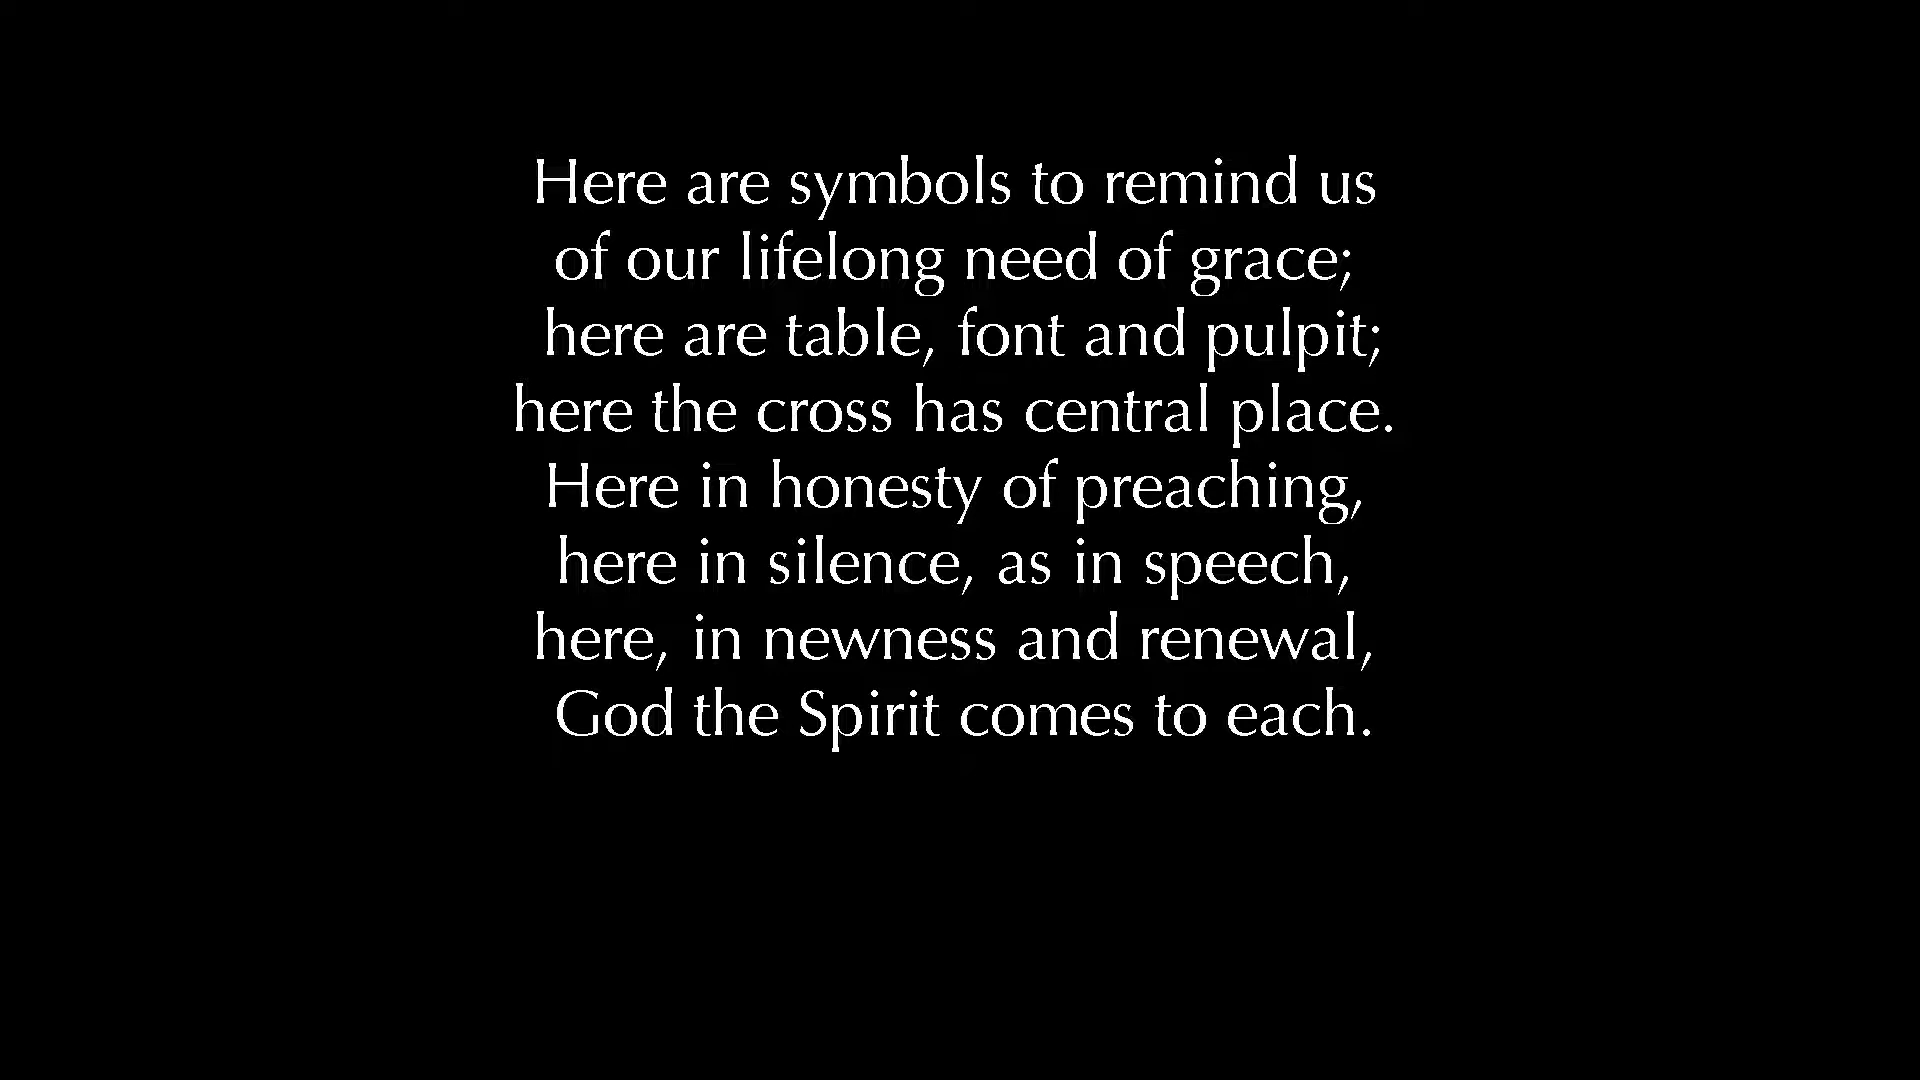 Here are symbols to remind us
of our lifelong need of grace;
here are table, font and pulpit;
here the cross has central place.
Here in honesty of preaching,
here in silence, as in speech,
here, in newness and renewal,
God the Spirit comes to each.